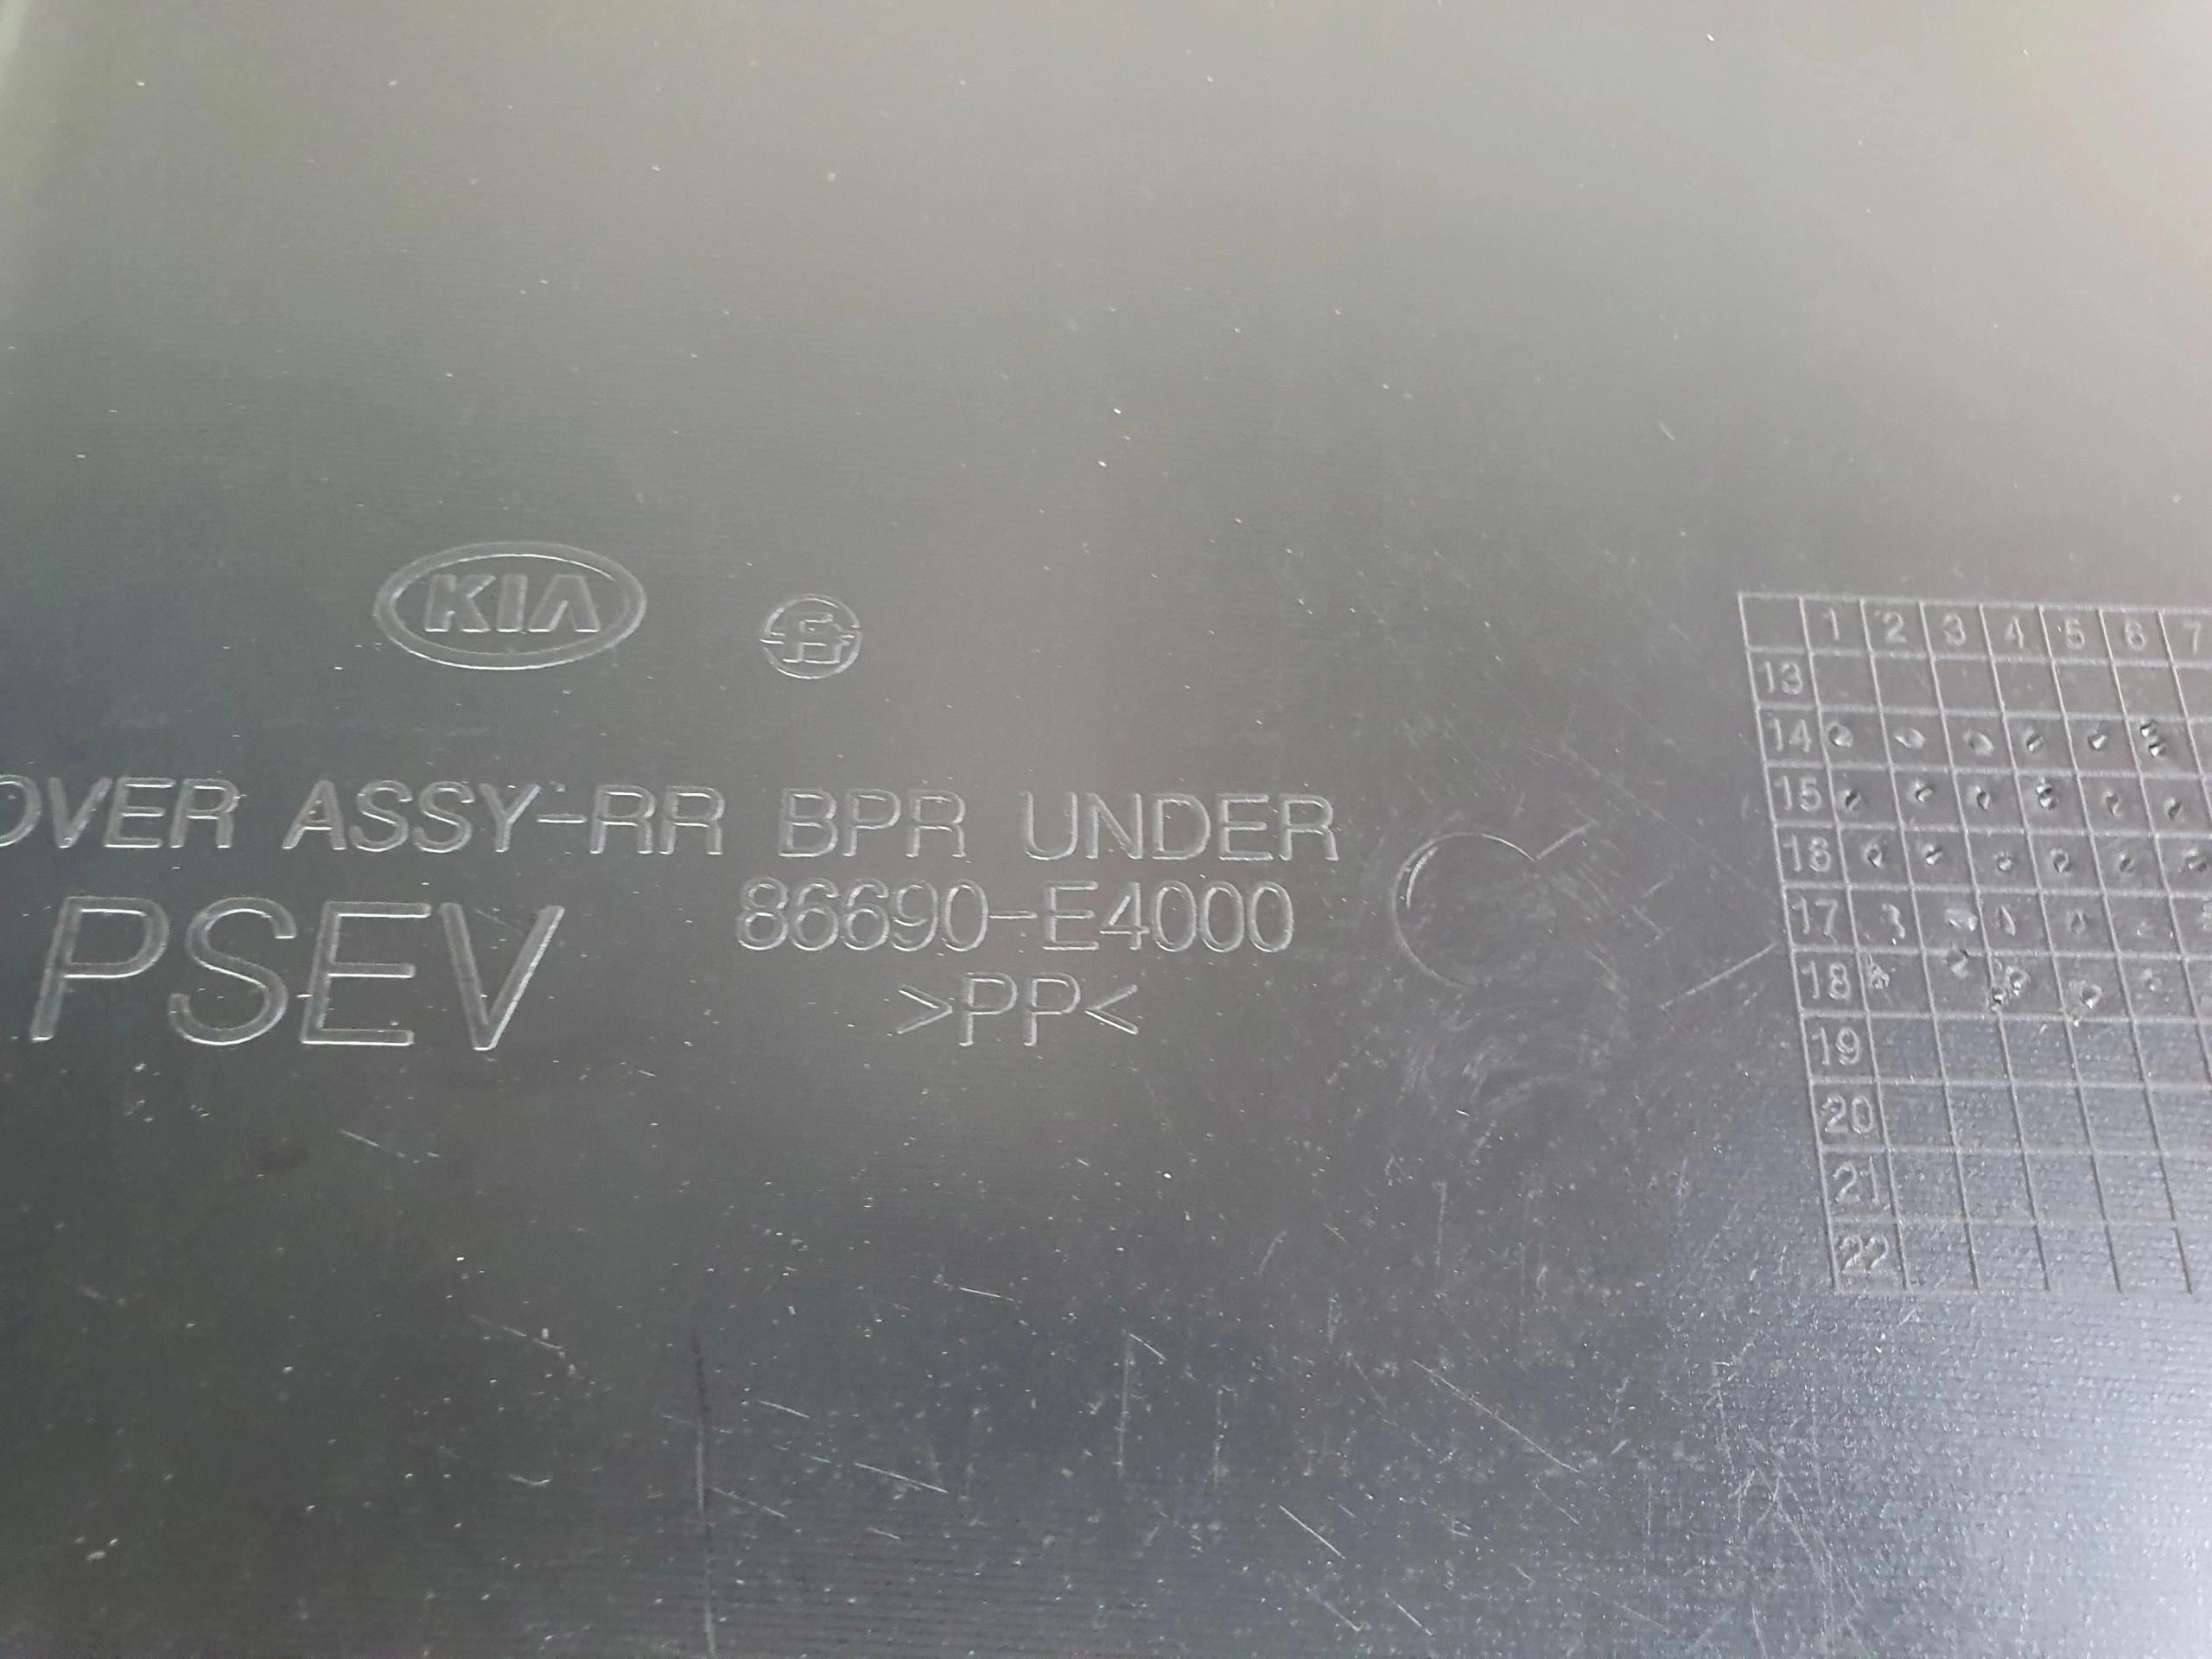 KIA
OVER ASSY-RR BPR UNDER
PSEV
86690-E4000
>PP<
1 2 3 4 5 6 7
13
14
15
16
17
18
19
20
21
22